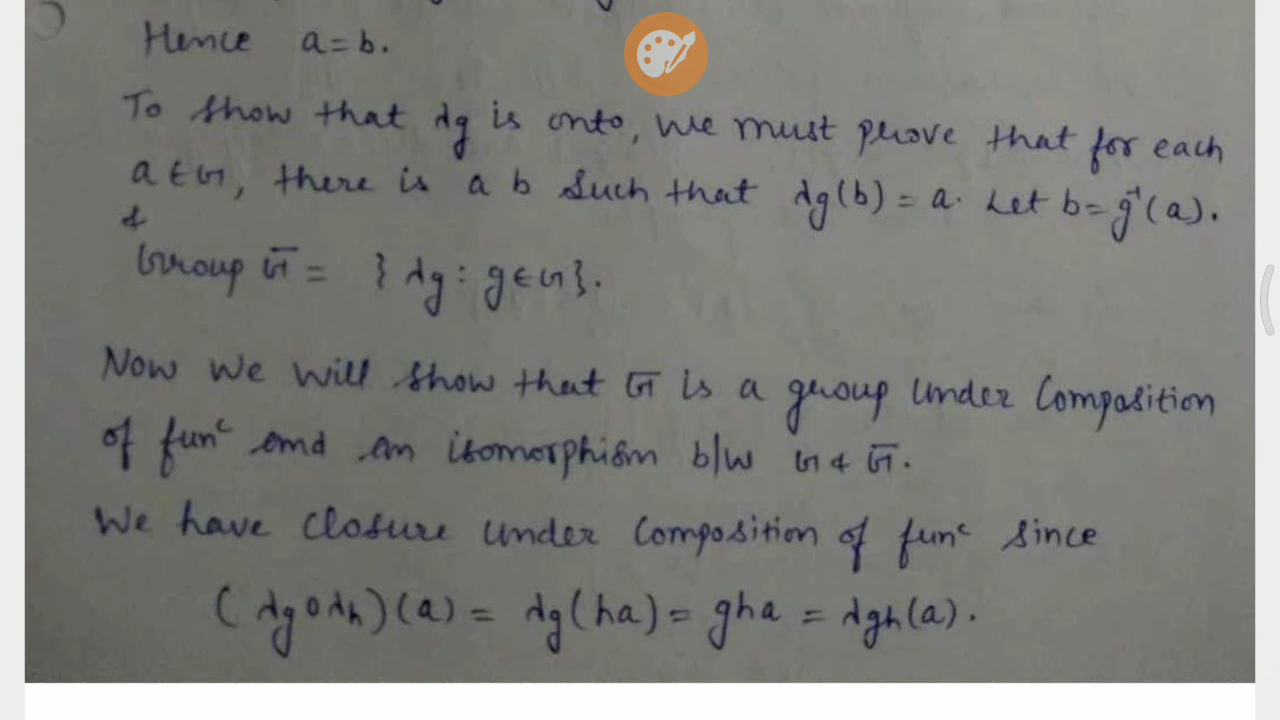 Hence a = b.
To show that λg is onto, we must prove that for each
a ∈ G, there is a b such that λg(b) = a. Let b = g⁻¹(a).
&
Group G̅ = } λg : g ∈ G}.
Now we will show that G̅ is a group under composition
of funᶜ and an isomorphism b/w G & G̅.
We have closure under composition of funᶜ since
(λg o λh)(a) = λg(ha) = gha = λgh(a).